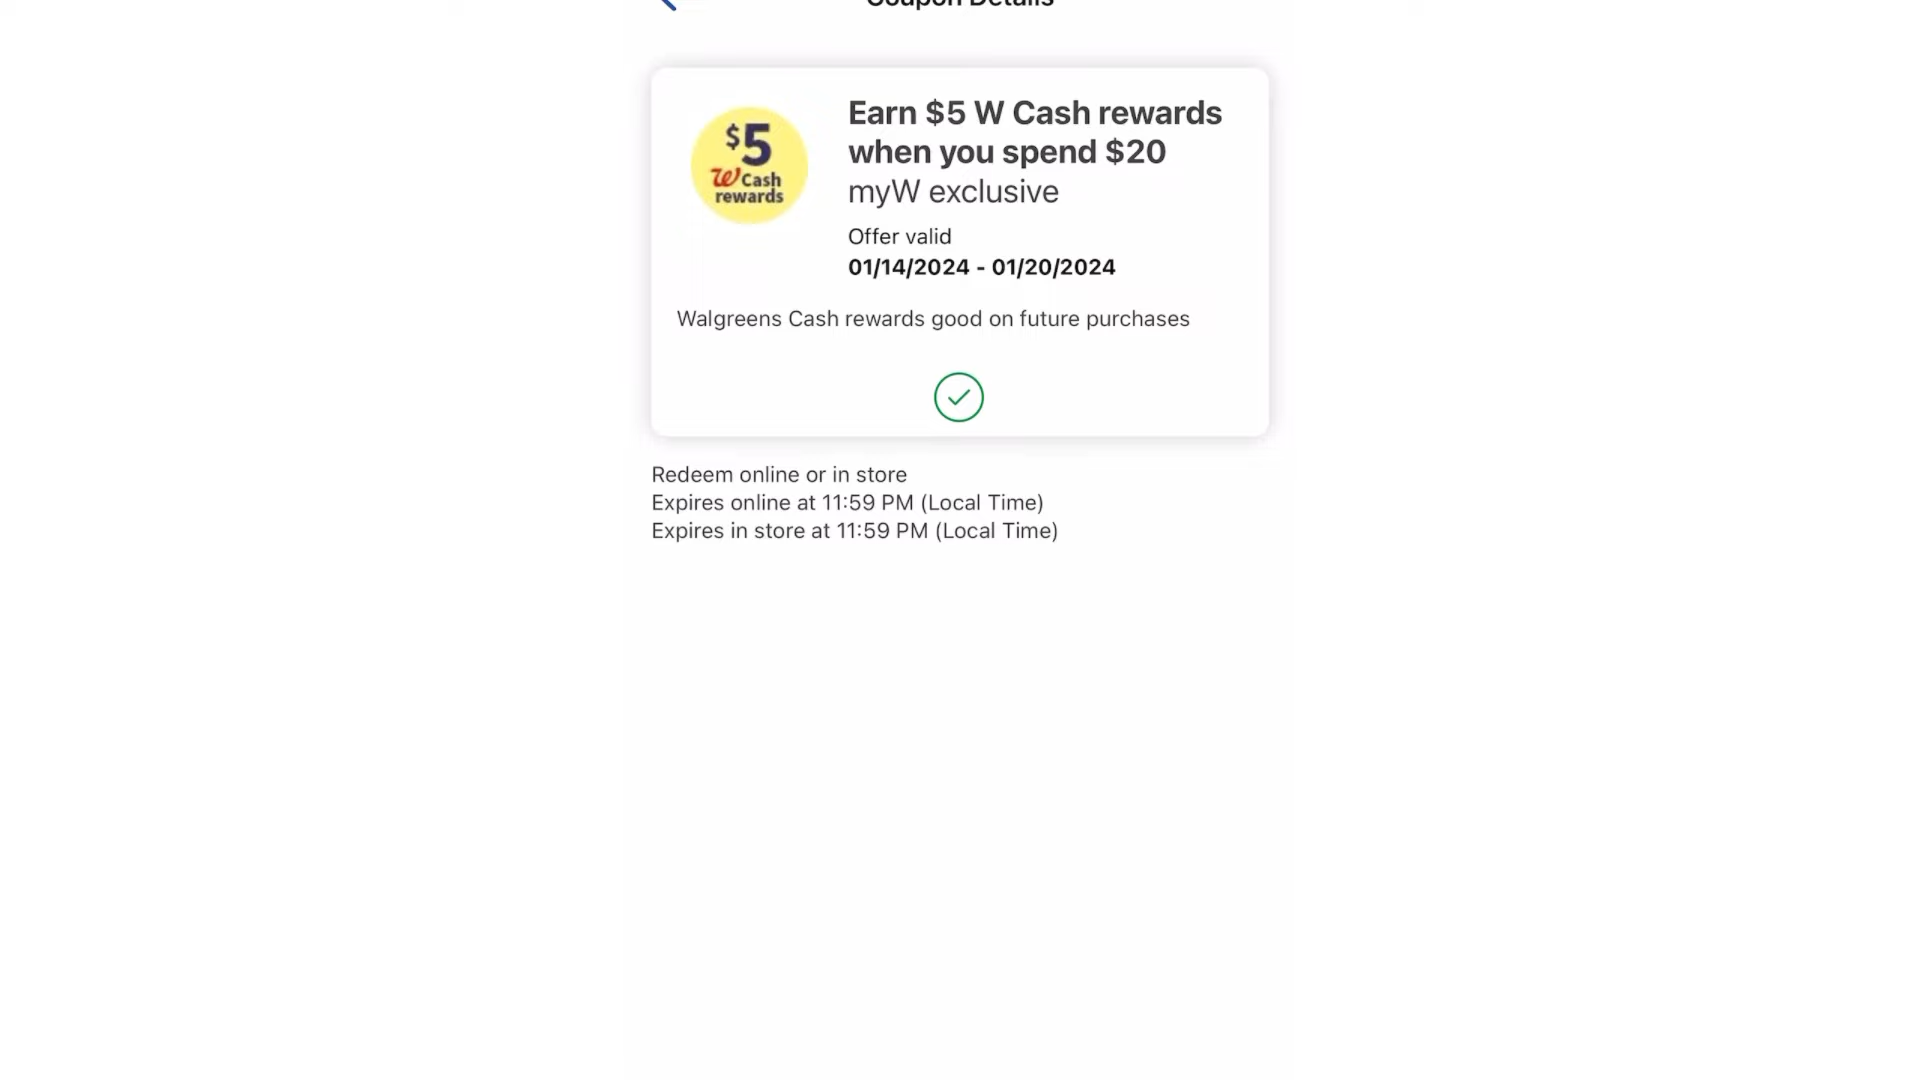 Coupon Details
$5
W Cash
rewards
Earn $5 W Cash rewards
when you spend $20
myW exclusive
Offer valid
01/14/2024 - 01/20/2024
Walgreens Cash rewards good on future purchases
Redeem online or in store
Expires online at 11:59 PM (Local Time)
Expires in store at 11:59 PM (Local Time)